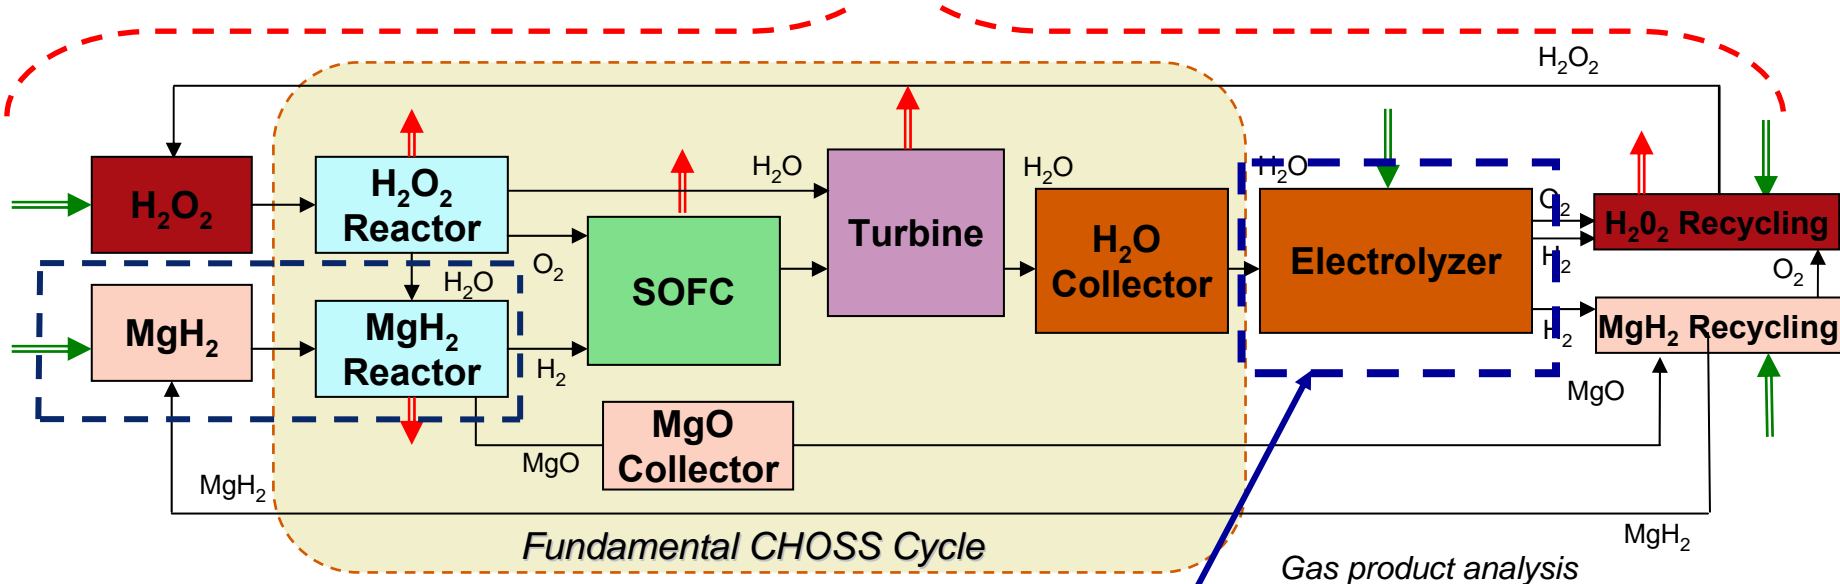 H₂O₂
H₂O₂
H₂O₂
Reactor
H₂O
O₂
H₂O
MgH₂
MgH₂
Reactor
H₂
SOFC
Turbine
H₂O
H₂O
Collector
H₂O
Electrolyzer
O₂
H₂
H₂
H₂0₂ Recycling
O₂
MgH₂ Recycling
MgO
MgO
Collector
MgO
MgH₂
MgH₂
Fundamental CHOSS Cycle
Gas product analysis